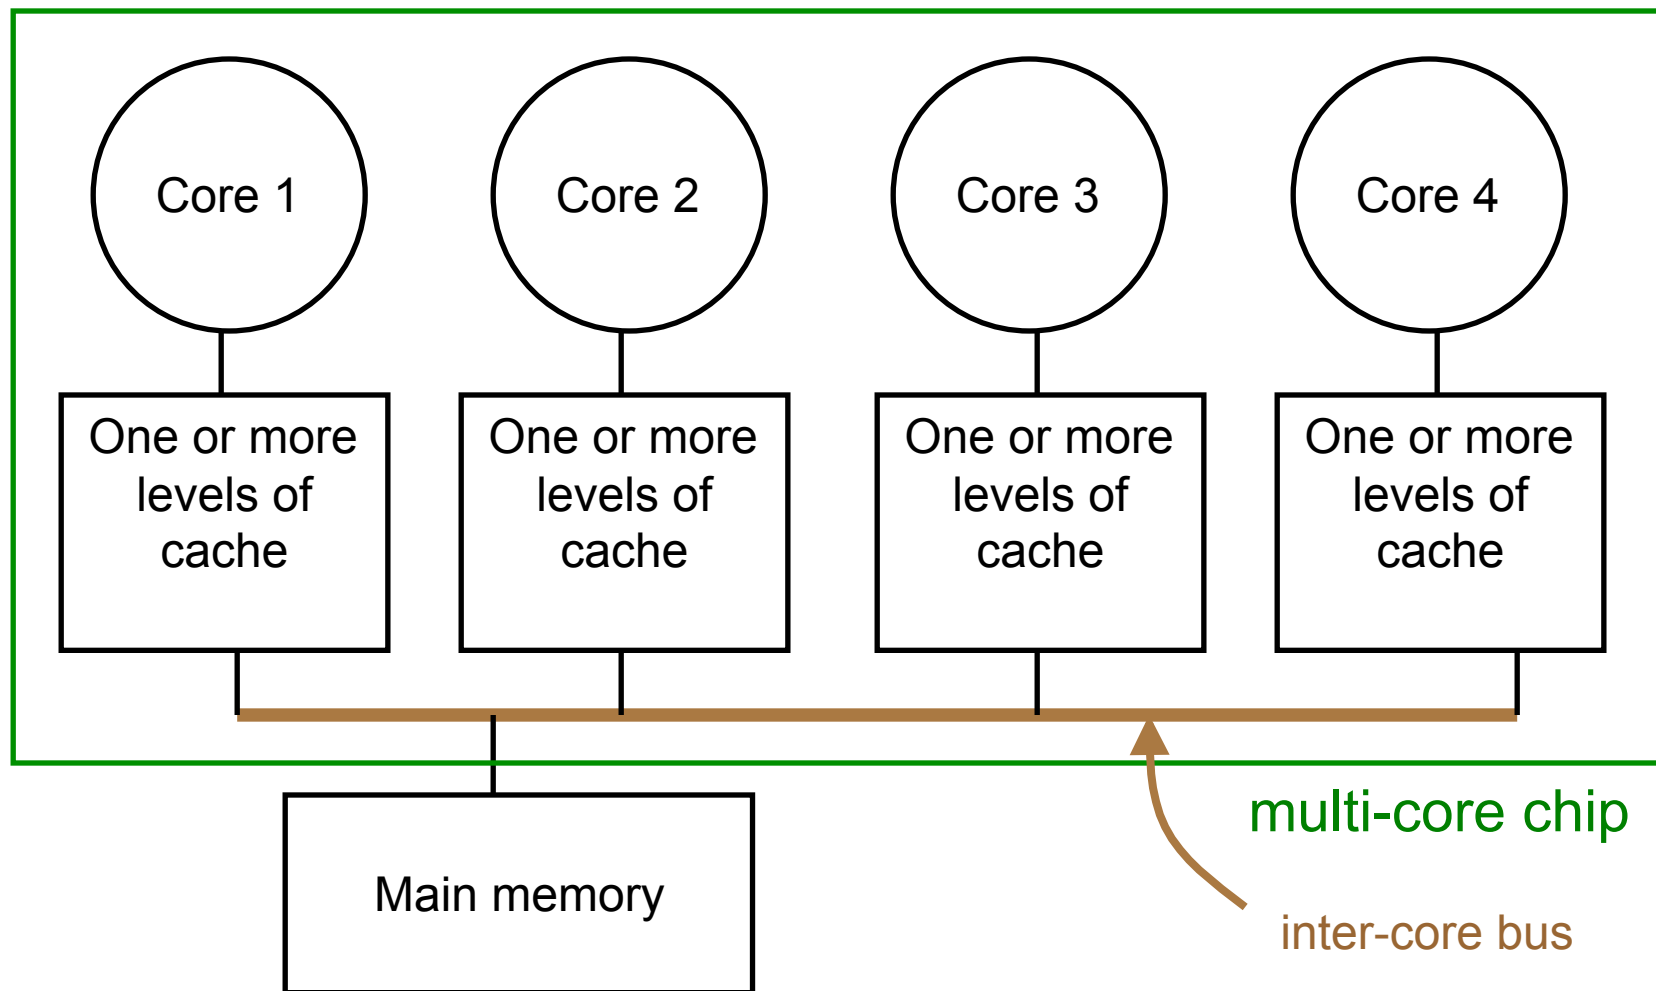 Core 1
Core 2
Core 3
Core 4
One or more
levels of
cache
One or more
levels of
cache
One or more
levels of
cache
One or more
levels of
cache
multi-core chip
Main memory
inter-core bus